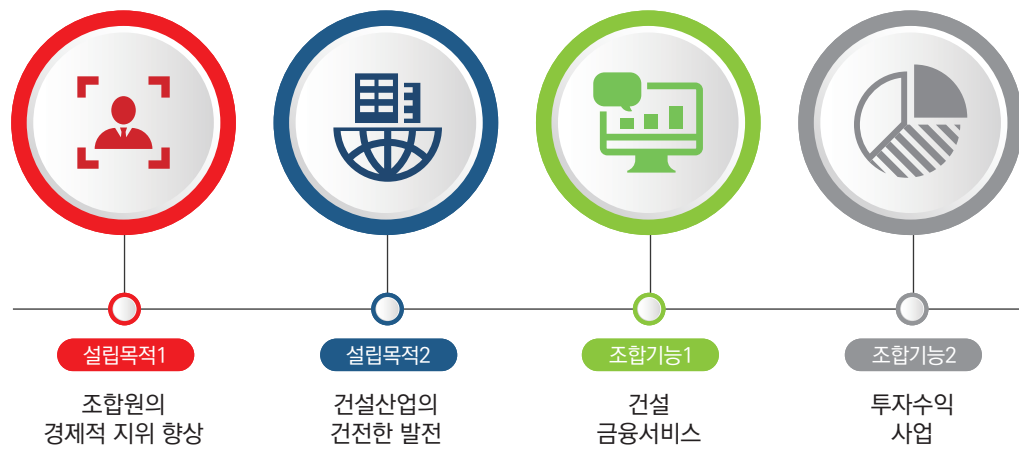 설립목적1
조합원의
경제적 지위 향상
설립목적2
건설산업의
건전한 발전
조합기능1
건설
금융서비스
조합기능2
투자수익
사업